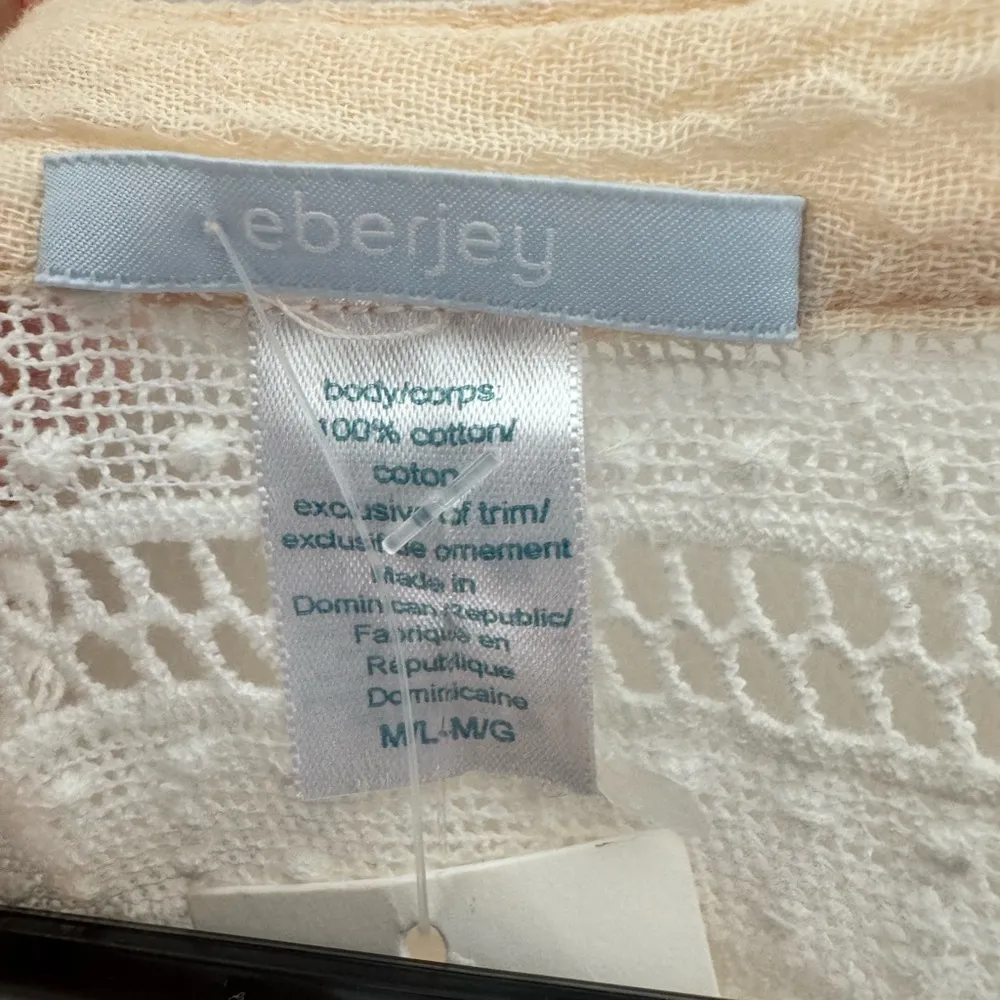 eberjey
body/corps
100% cotton/
coton
exclusive of trim/
exclusif de ornement
Made in
Dominican Republic/
Fabriqué en
République
Dominicaine
M/L-M/G